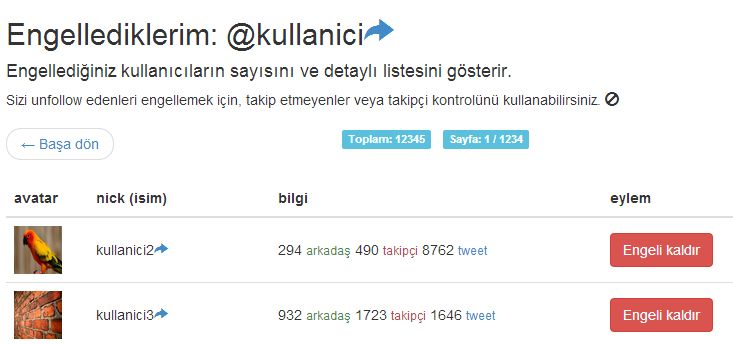 Engellediklerim: @kullanici
Engellediğiniz kullanıcıların sayısını ve detaylı listesini gösterir.
Sizi unfollow edenleri engellemek için, takip etmeyenler veya takipçi kontrolünü kullanabilirsiniz.
← Başa dön Toplam: 12345 Sayfa: 1 / 1234
avatar nick (isim) bilgi eylem
kullanici2 294 arkadaş 490 takipçi 8762 tweet Engeli kaldır
kullanici3 932 arkadaş 1723 takipçi 1646 tweet Engeli kaldır